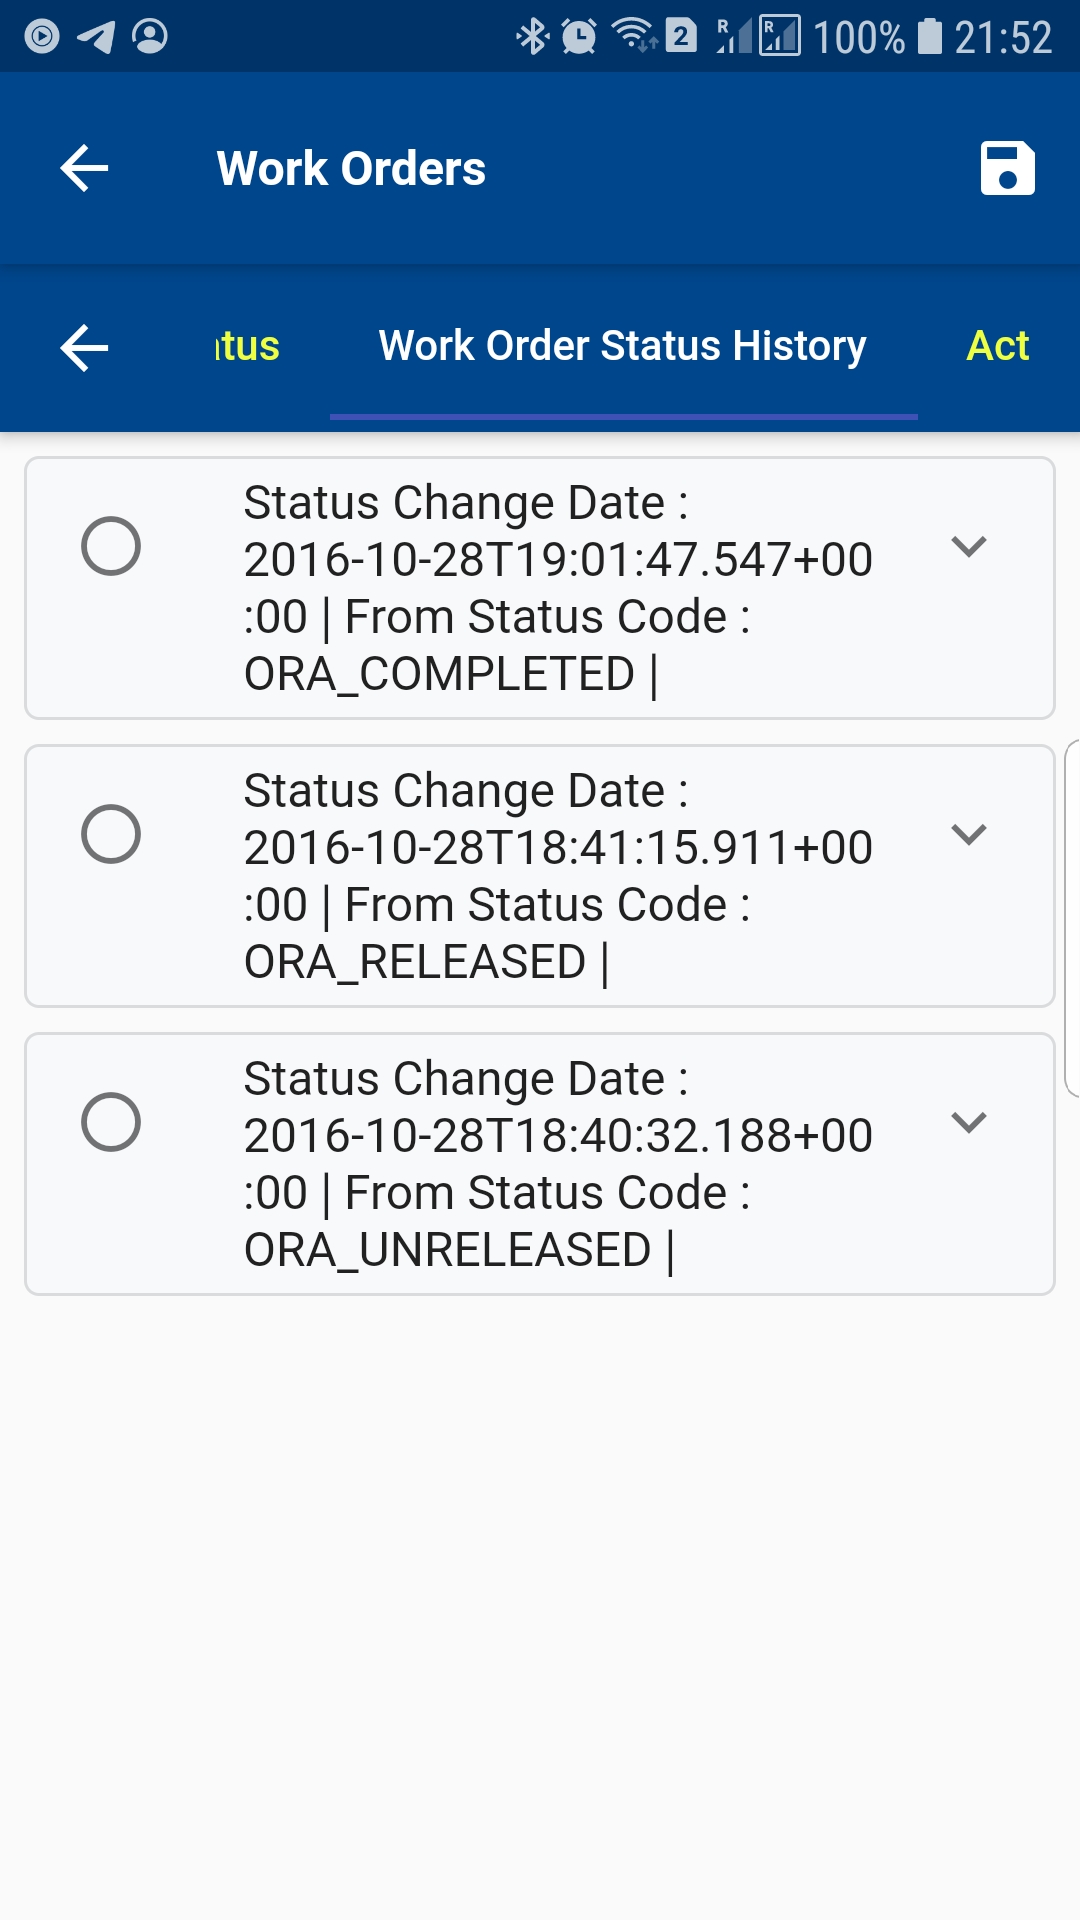 2 R R 100% 21:52
Work Orders
tus Work Order Status History Act
Status Change Date :
2016-10-28T19:01:47.547+00
:00 | From Status Code :
ORA_COMPLETED |
Status Change Date :
2016-10-28T18:41:15.911+00
:00 | From Status Code :
ORA_RELEASED |
Status Change Date :
2016-10-28T18:40:32.188+00
:00 | From Status Code :
ORA_UNRELEASED |